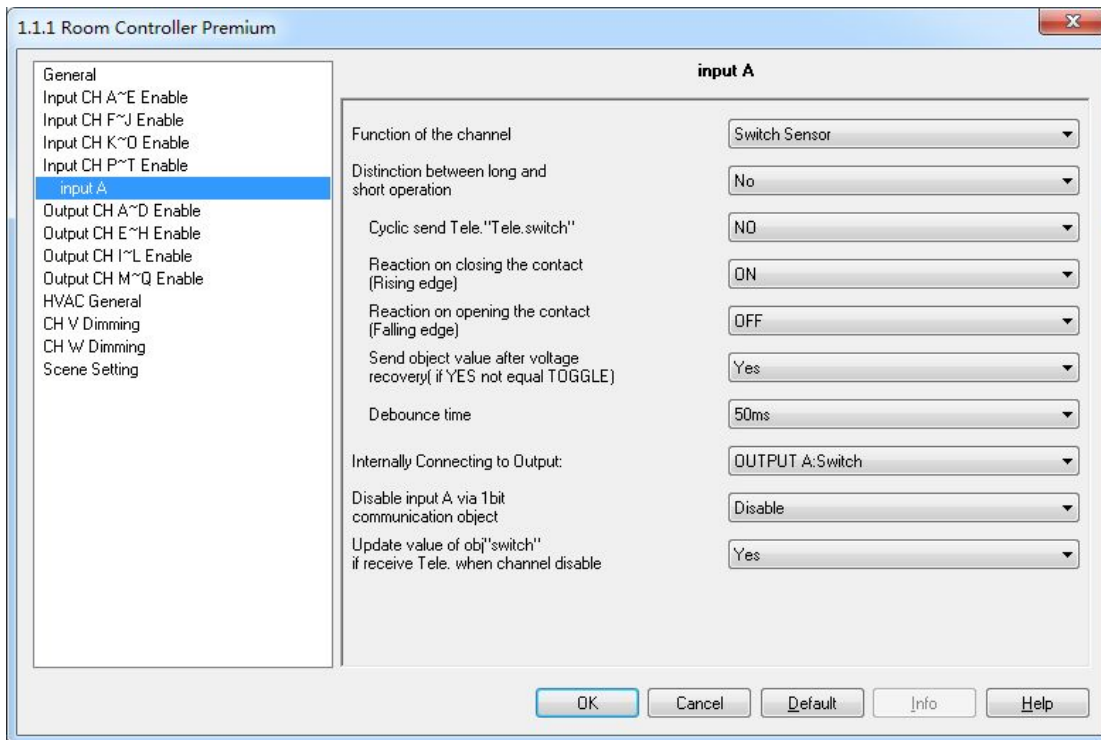 1.1.1 Room Controller Premium
General
Input CH A~E Enable
Input CH F~J Enable
Input CH K~O Enable
Input CH P~T Enable
input A
Output CH A~D Enable
Output CH E~H Enable
Output CH I~L Enable
Output CH M~Q Enable
HVAC General
CH V Dimming
CH W Dimming
Scene Setting
input A
Function of the channel
Switch Sensor
Distinction between long and
short operation
No
Cyclic send Tele."Tele.switch"
NO
Reaction on closing the contact
(Rising edge)
ON
Reaction on opening the contact
(Falling edge)
OFF
Send object value after voltage
recovery( if YES not equal TOGGLE)
Yes
Debounce time
50ms
Internally Connecting to Output:
OUTPUT A:Switch
Disable input A via 1bit
communication object
Disable
Update value of obj"switch"
if receive Tele. when channel disable
Yes
OK
Cancel
Default
Info
Help